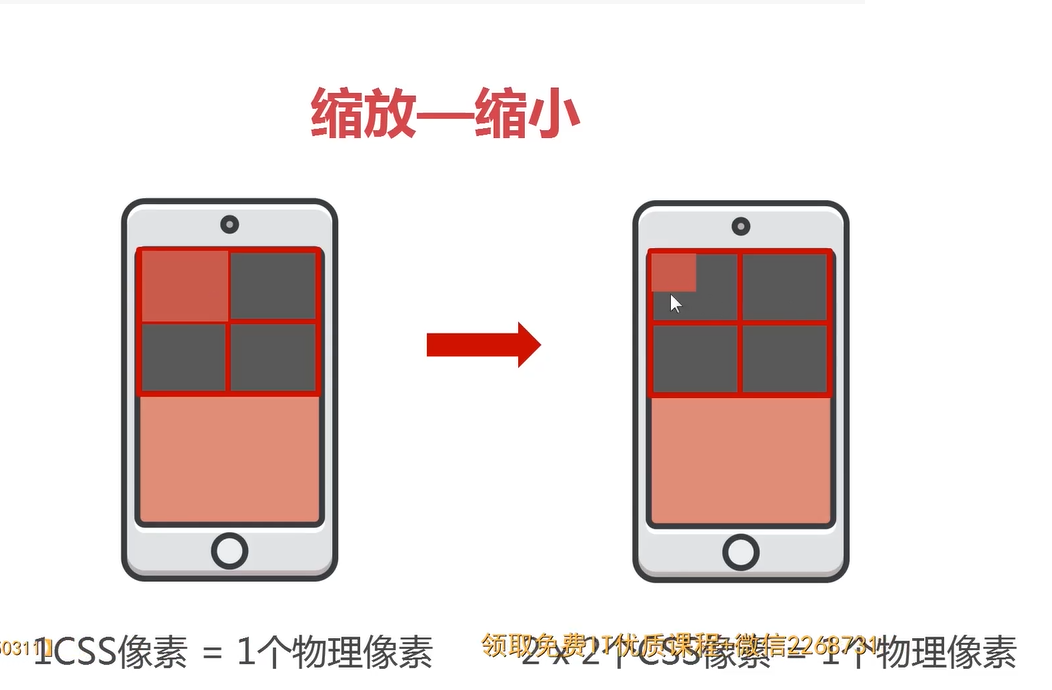 缩放—缩小
50311】
1CSS像素 = 1个物理像素
领取免费IT优质课程+微信2268731
2 x 2个CSS像素 = 1个物理像素